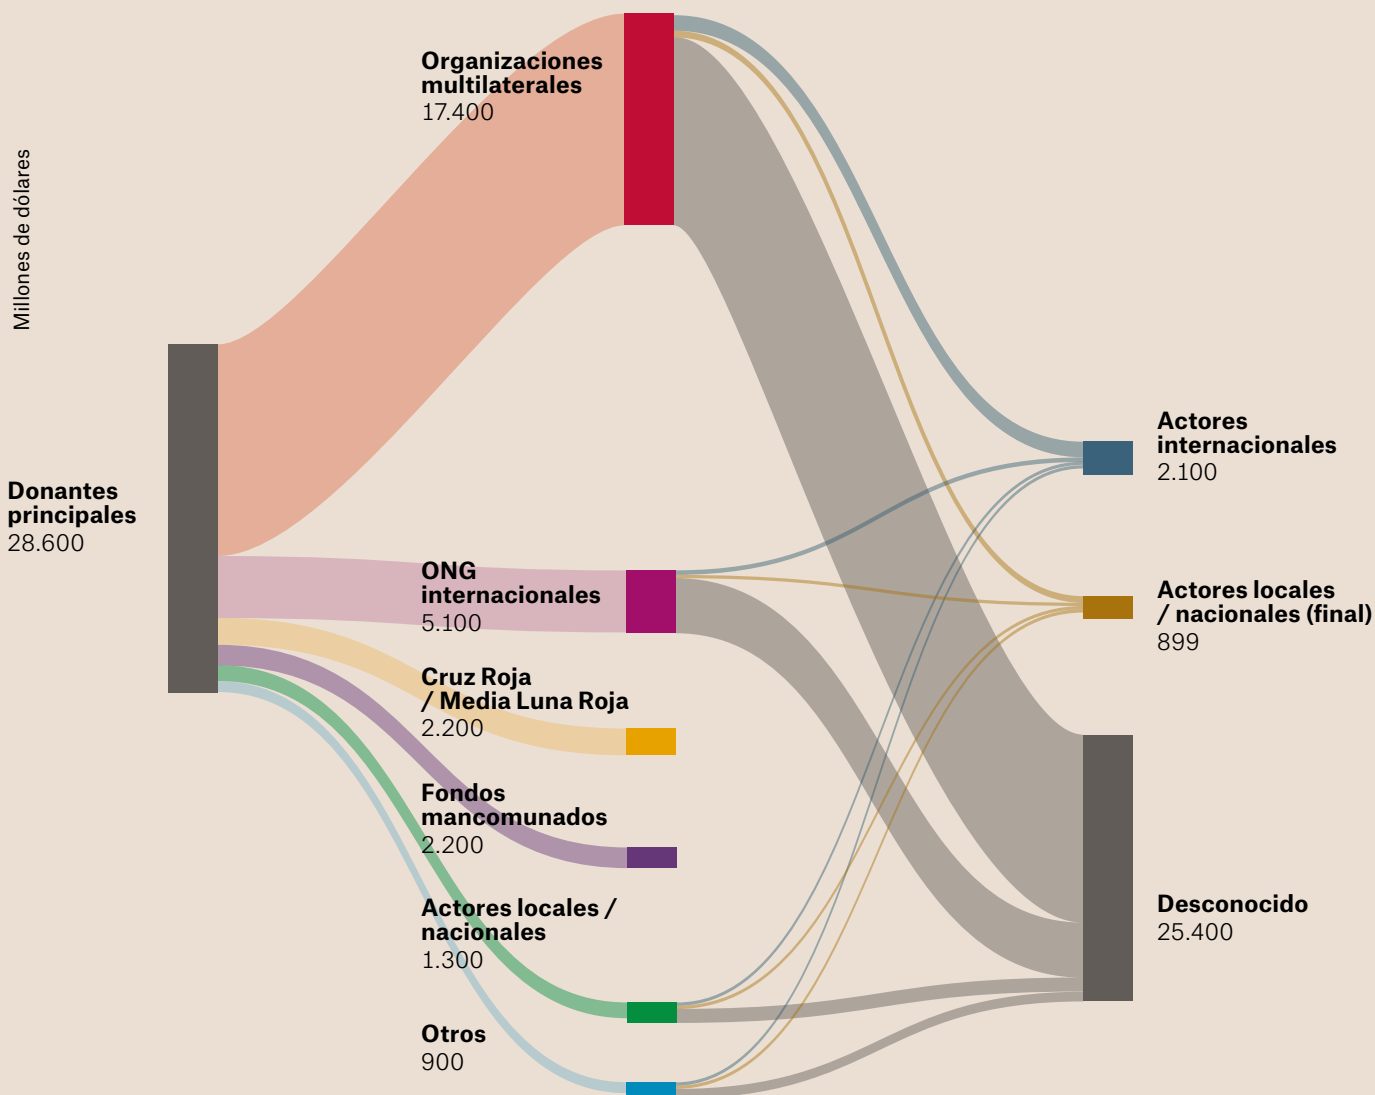 Millones de dólares
Organizaciones
multilaterales
17.400
Donantes
principales
28.600
ONG
internacionales
5.100
Cruz Roja
/ Media Luna Roja
2.200
Fondos
mancomunados
2.200
Actores locales /
nacionales
1.300
Otros
900
Actores
internacionales
2.100
Actores locales
/ nacionales (final)
899
Desconocido
25.400